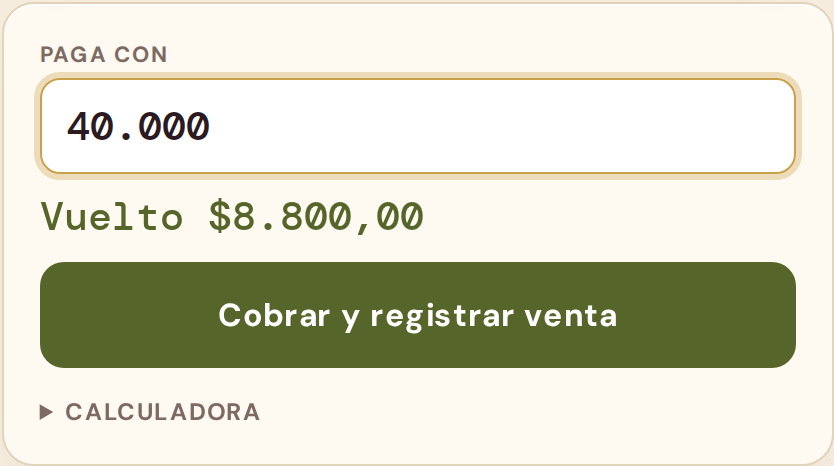 PAGA CON
40.000
Vuelto $8.800,00
Cobrar y registrar venta
CALCULADORA